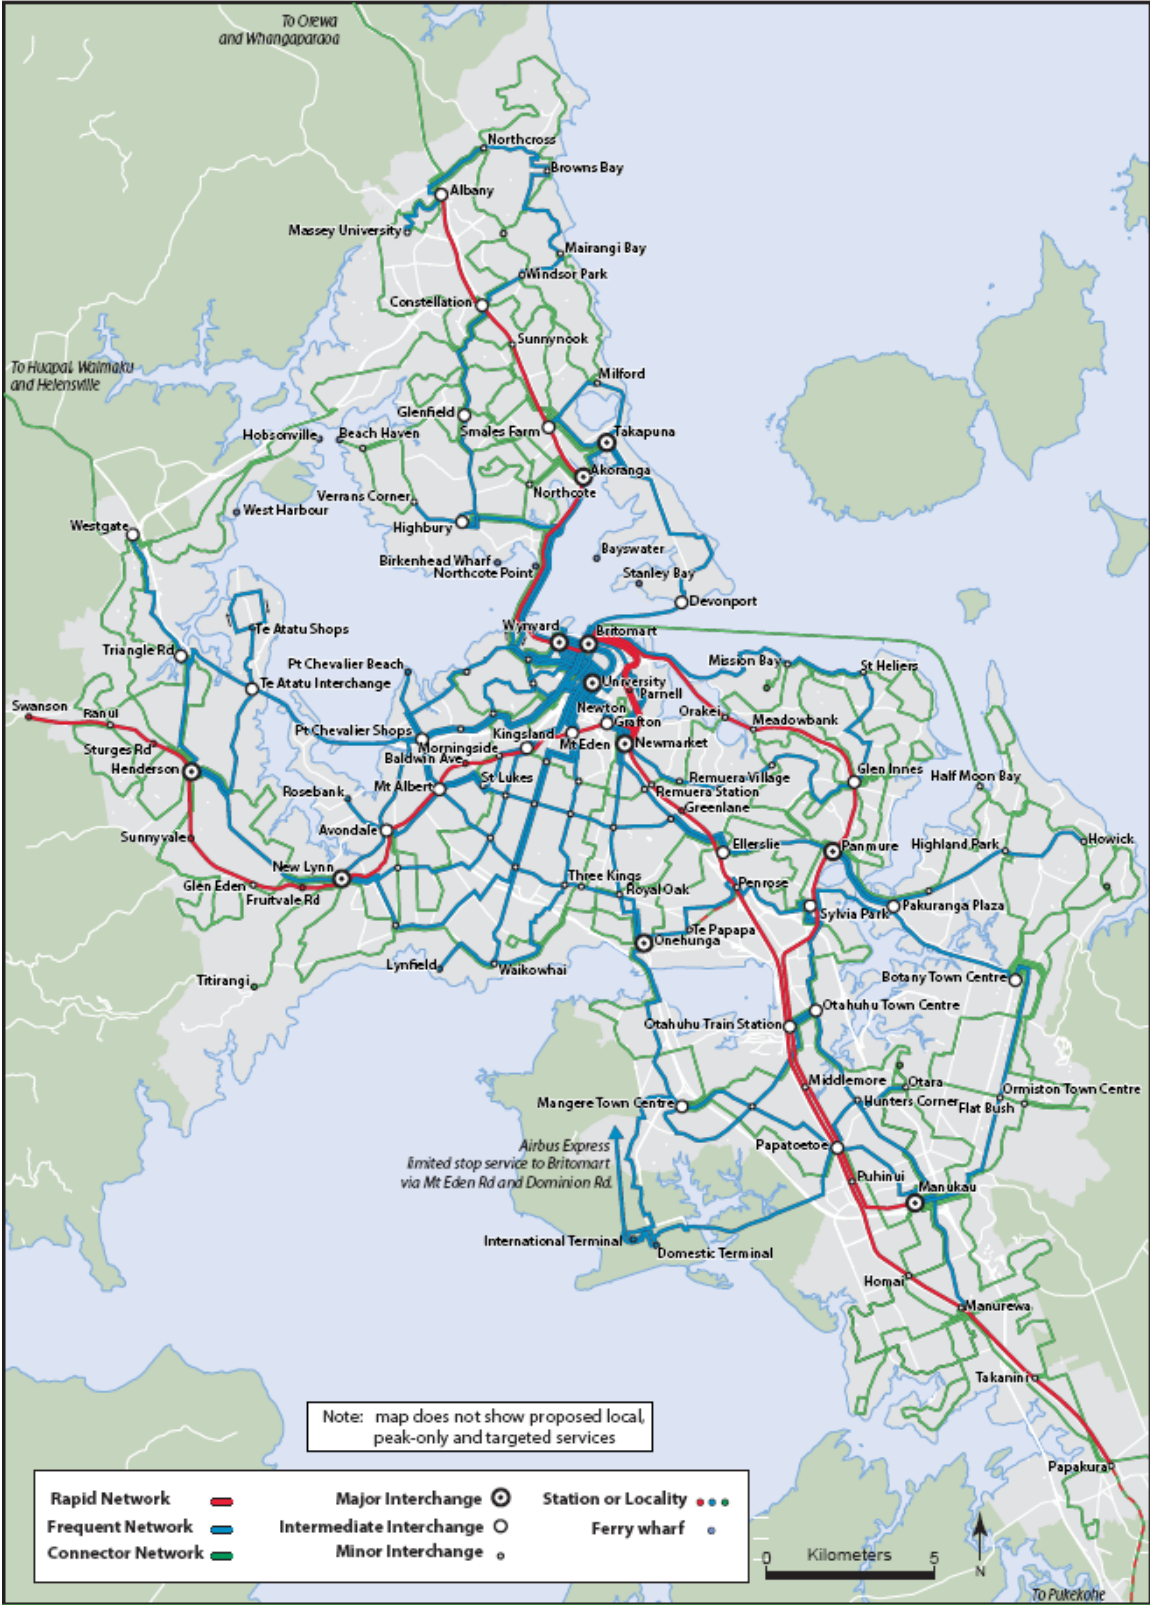 To Orewa
and Whangaparaoa
Northcross
Browns Bay
Albany
Massey University
Mairangi Bay
Windsor Park
Constellation
Sunnynook
To Huapai, Waimaku
and Helensville
Milford
Glenfield
Smales Farm
Takapuna
Hobsonville
Beach Haven
Akoranga
Northcote
Verrans Corner
West Harbour
Westgate
Highbury
Bayswater
Birkenhead Wharf
Northcote Point
Stanley Bay
Devonport
Wynyard
Britomart
Te Atatu Shops
Triangle Rd
Pt Chevalier Beach
Mission Bay
St Heliers
Te Atatu Interchange
University
Parnell
Swanson
Ranui
Newton
Orakei
Grafton
Meadowbank
Pt Chevalier Shops
Kingsland
Sturges Rd
Morningside
Mt Eden
Newmarket
Baldwin Ave
Henderson
St Lukes
Remuera Village
Glen Innes
Half Moon Bay
Mt Albert
Rosebank
Remuera Station
Greenlane
Avondale
Sunnyvale
Ellerslie
Panmure
Highland Park
Howick
New Lynn
Glen Eden
Three Kings
Royal Oak
Penrose
Fruitvale Rd
Sylvia Park
Pakuranga Plaza
Te Papapa
Onehunga
Lynfield
Waikowhai
Titirangi
Botany Town Centre
Otahuhu Town Centre
Otahuhu Train Station
Middlemore
Otara
Ormiston Town Centre
Mangere Town Centre
Hunters Corner
Flat Bush
Airbus Express
limited stop service to Britomart
via Mt Eden Rd and Dominion Rd.
Papatoetoe
Puhinui
Manukau
International Terminal
Domestic Terminal
Homai
Manurewa
Takanini
Note: map does not show proposed local,
peak-only and targeted services
Papakura
Rapid Network
Major Interchange
Station or Locality
Frequent Network
Intermediate Interchange
Ferry wharf
Connector Network
Minor Interchange
0 Kilometers 5
N
To Pukekohe